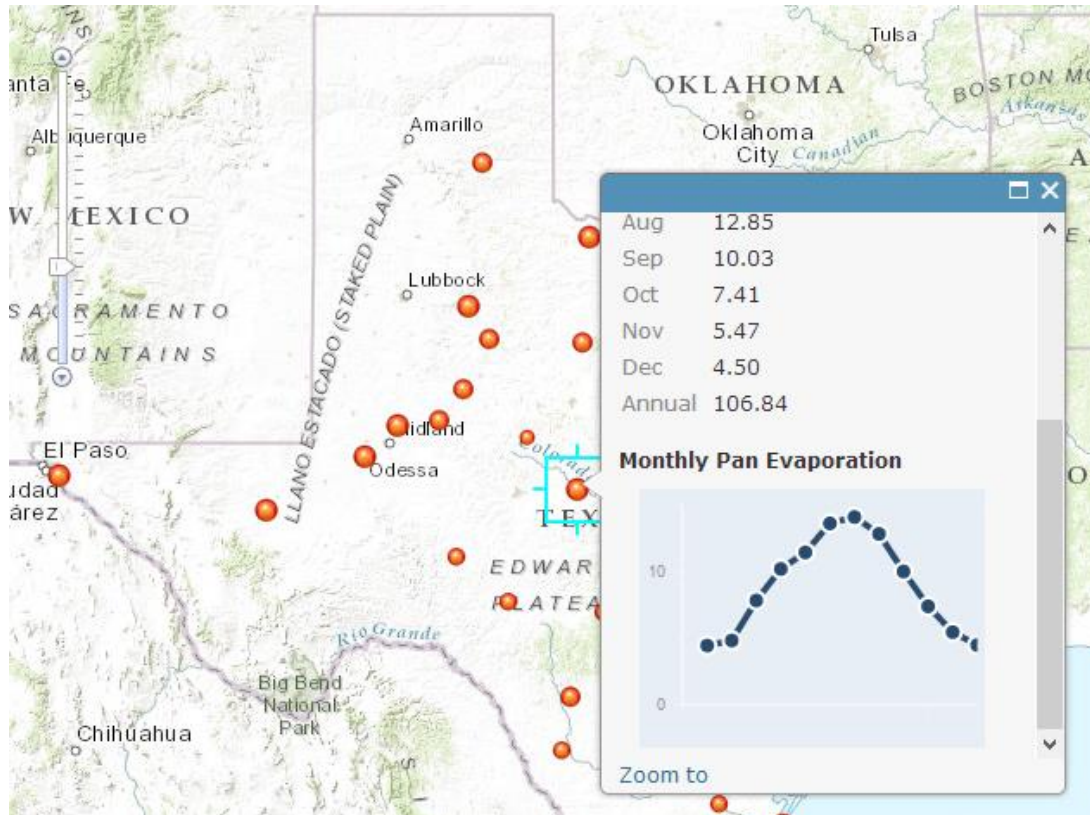 Tulsa
OKLAHOMA
BOSTON MO
Arkansas
anta Fe
Albuquerque
Amarillo
Oklahoma
City
Canadian
A
W MEXICO
LLANO ESTACADO (STAKED PLAIN)
Lubbock
SACRAMENTO
MOUNTAINS
Aug 12.85
Sep 10.03
Oct 7.41
Nov 5.47
Dec 4.50
Annual 106.84
Monthly Pan Evaporation
10
0
Zoom to
El Paso
udad
árez
idland
Odessa
Colorad
TEX
O
EDWAR
PLATEA
Rio Grande
Big Bend
National
Park
Chihuahua
S